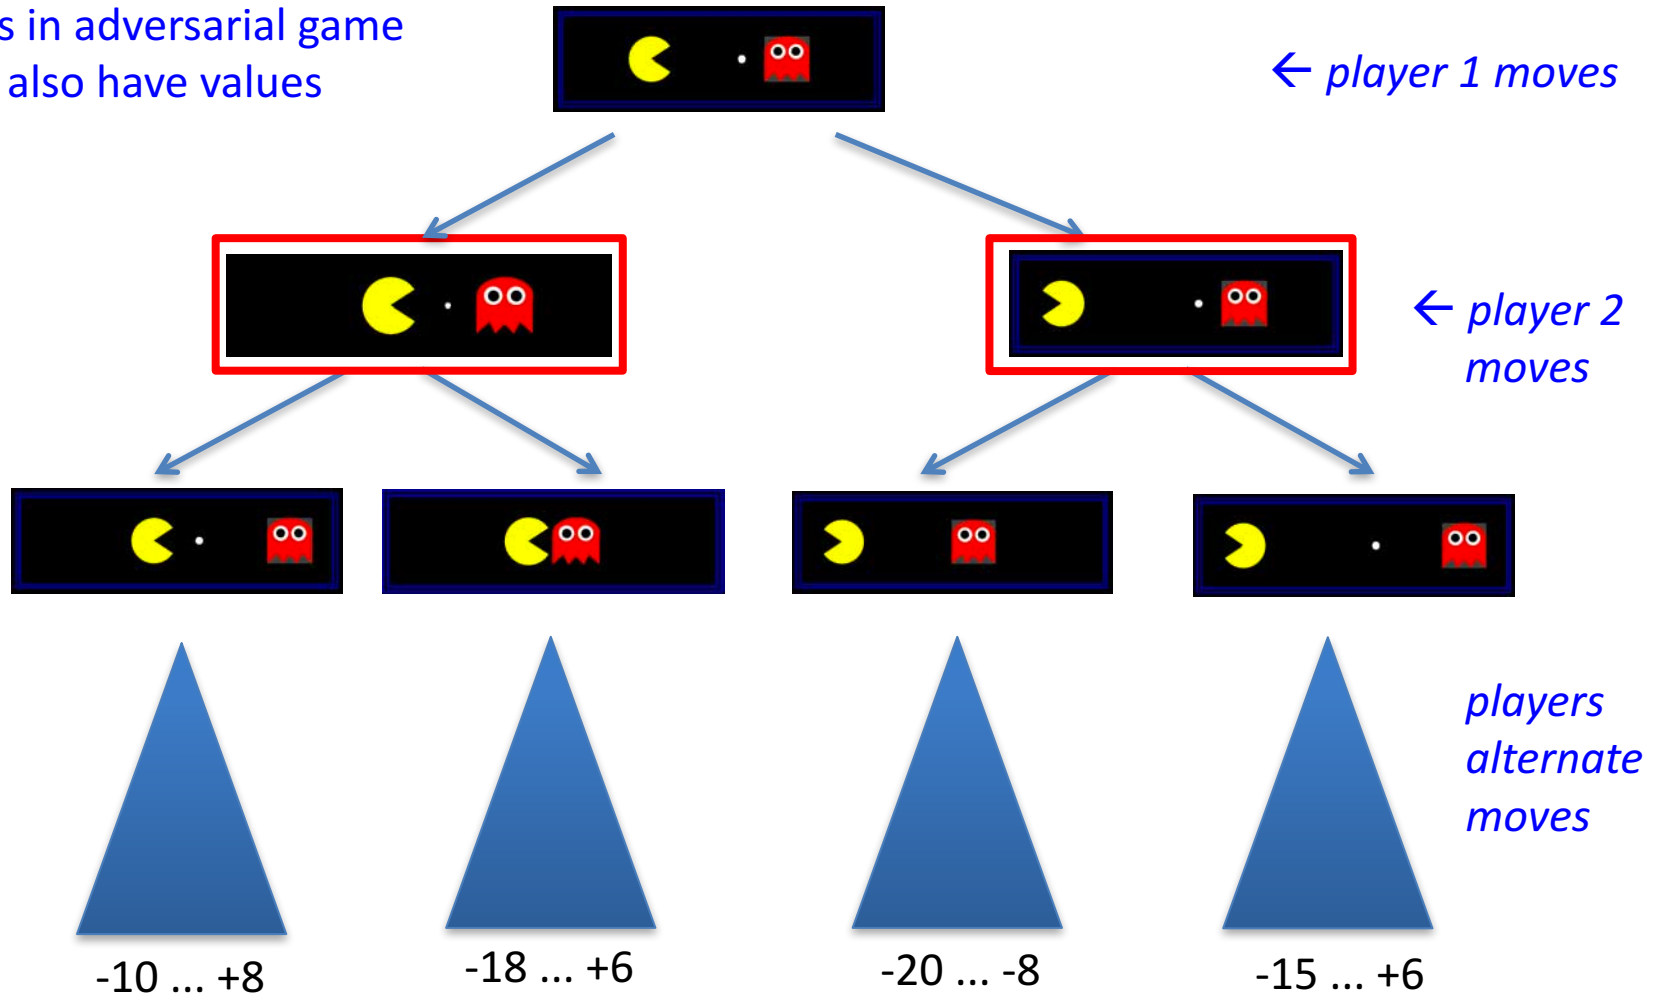 in adversarial game
also have values
← player 1 moves
← player 2
moves
players
alternate
moves
-10 ... +8
-18 ... +6
-20 ... -8
-15 ... +6